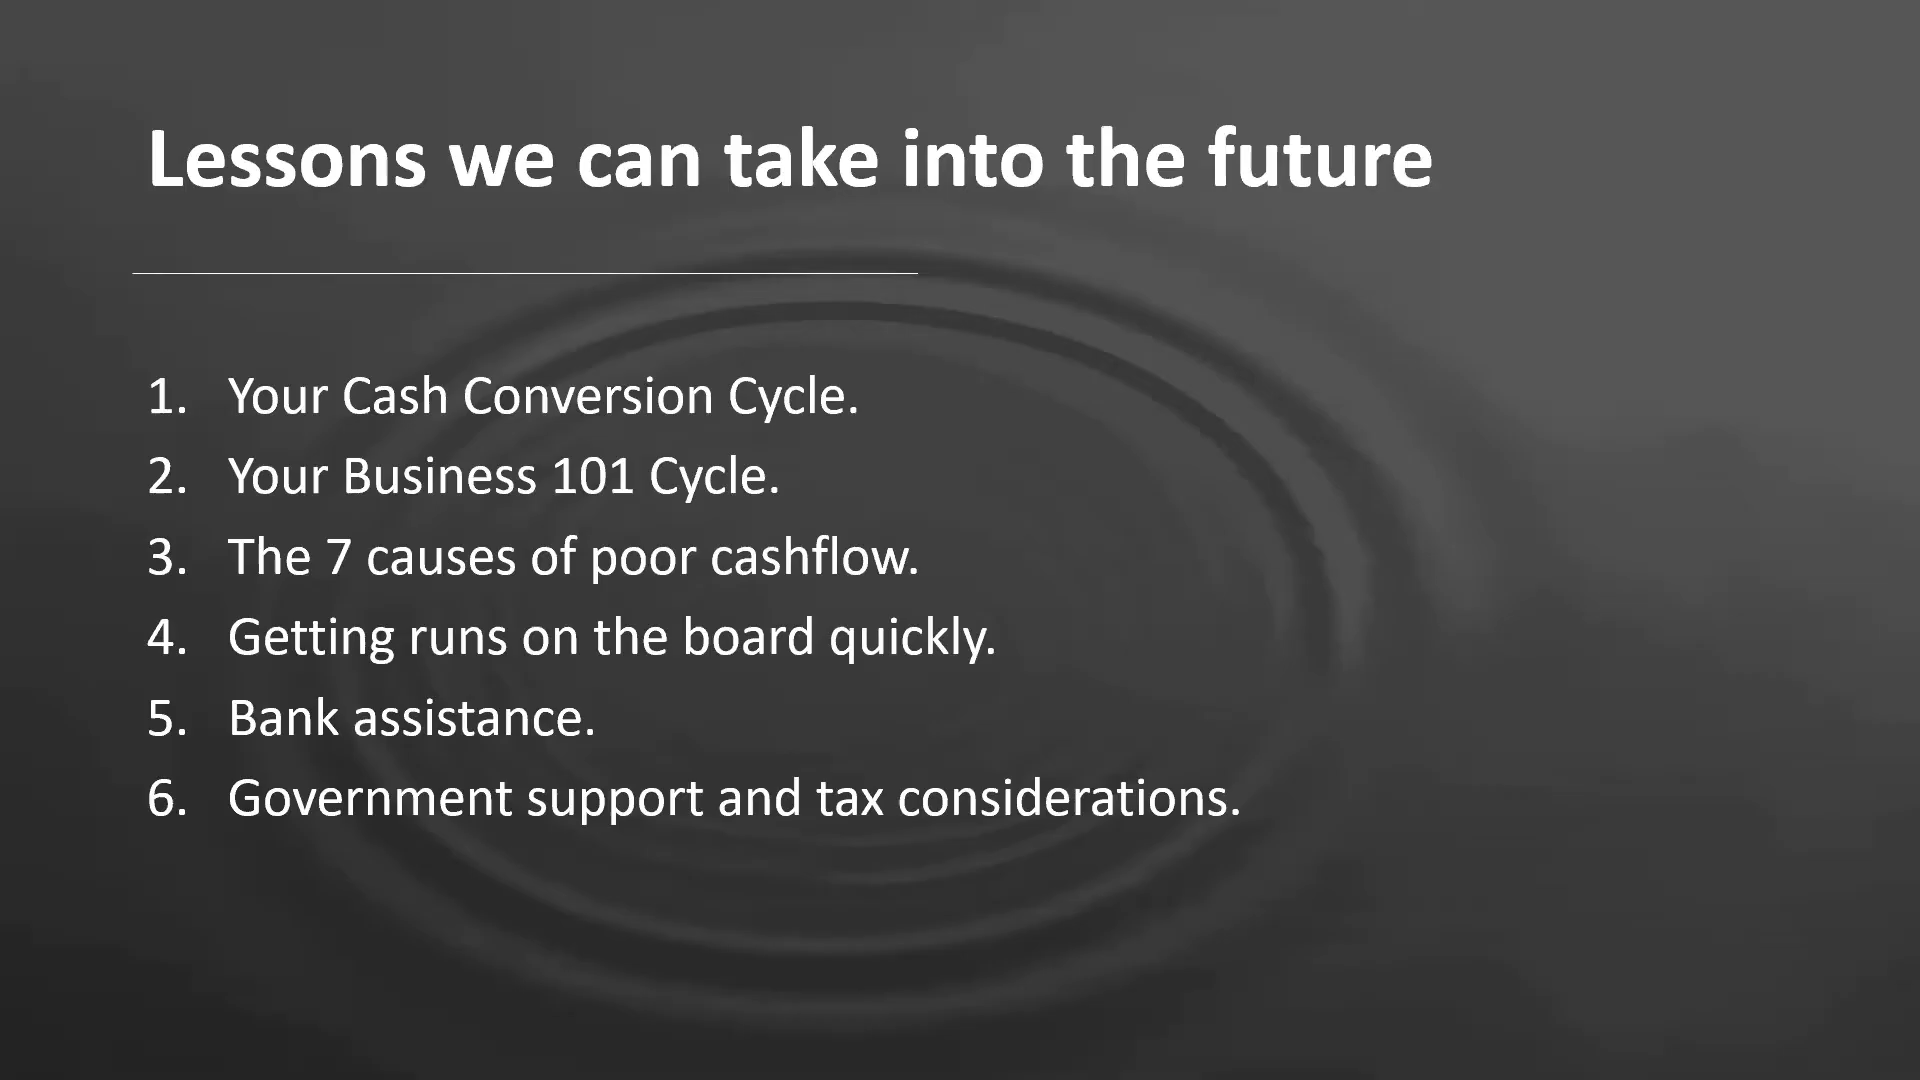 Lessons we can take into the future
1. Your Cash Conversion Cycle.
2. Your Business 101 Cycle.
3. The 7 causes of poor cashflow.
4. Getting runs on the board quickly.
5. Bank assistance.
6. Government support and tax considerations.